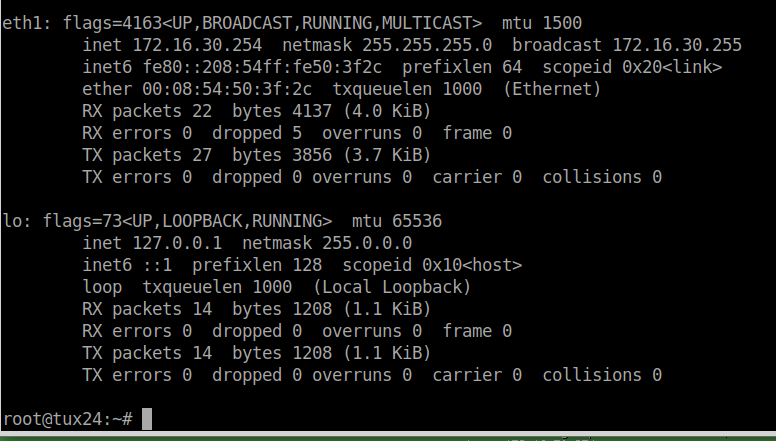 eth1: flags=4163<UP,BROADCAST,RUNNING,MULTICAST>  mtu 1500
        inet 172.16.30.254  netmask 255.255.255.0  broadcast 172.16.30.255
        inet6 fe80::208:54ff:fe50:3f2c  prefixlen 64  scopeid 0x20<link>
        ether 00:08:54:50:3f:2c  txqueuelen 1000  (Ethernet)
        RX packets 22  bytes 4137 (4.0 KiB)
        RX errors 0  dropped 5  overruns 0  frame 0
        TX packets 27  bytes 3856 (3.7 KiB)
        TX errors 0  dropped 0 overruns 0  carrier 0  collisions 0

lo: flags=73<UP,LOOPBACK,RUNNING>  mtu 65536
        inet 127.0.0.1  netmask 255.0.0.0
        inet6 ::1  prefixlen 128  scopeid 0x10<host>
        loop  txqueuelen 1000  (Local Loopback)
        RX packets 14  bytes 1208 (1.1 KiB)
        RX errors 0  dropped 0  overruns 0  frame 0
        TX packets 14  bytes 1208 (1.1 KiB)
        TX errors 0  dropped 0 overruns 0  carrier 0  collisions 0

root@tux24:~#